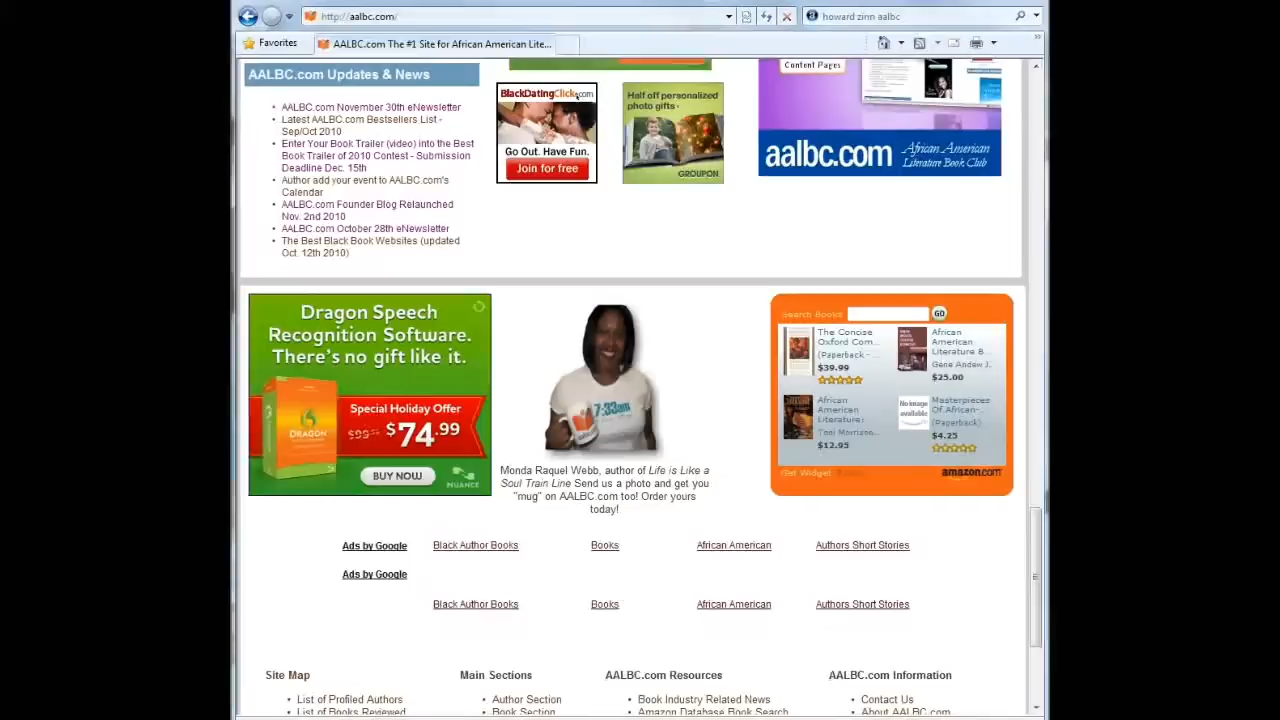 http://aalbc.com/
howard zinn aalbc
Favorites
AALBC.com The #1 Site for African American Lite...
AALBC.com Updates & News
AALBC.com November 30th eNewsletter
Latest AALBC.com Bestsellers List -
Sep/Oct 2010
Enter Your Book Trailer (video) into the Best
Book Trailer of 2010 Contest - Submission
Deadline Dec. 15th
Author add your event to AALBC.com's
Calendar
AALBC.com Founder Blog Relaunched
Nov. 2nd 2010
AALBC.com October 28th eNewsletter
The Best Black Book Websites (updated
Oct. 12th 2010)
BlackDatingClick.com
Go Out. Have Fun.
Join for free
Half off personalized
photo gifts
GROUPON
Content Pages
aalbc.com African American
Literature Book Club
Dragon Speech
Recognition Software.
There's no gift like it.
DRAGON
Special Holiday Offer
$74.99
BUY NOW
NUANCE
7:33am
Monda Raquel Webb, author of Life is Like a
Soul Train Line Send us a photo and get you
"mug" on AALBC.com too! Order yours
today!
Search Books GO
The Concise
Oxford Com...
(Paperback - ...
$39.99
African
American
Literature B...
Gene Andew J..
$25.00
African
American
Literature:
Toni Morrison...
$12.95
No image
available
Masterpieces
Of African-..
(Paperback)
$4.25
Get Widget
amazon.com
Ads by Google Black Author Books Books African American Authors Short Stories
Ads by Google
Black Author Books Books African American Authors Short Stories
Site Map Main Sections AALBC.com Resources AALBC.com Information
List of Profiled Authors Author Section Book Industry Related News Contact Us
List of Books Reviewed Book Section Amazon Database Book Search About AALBC.com